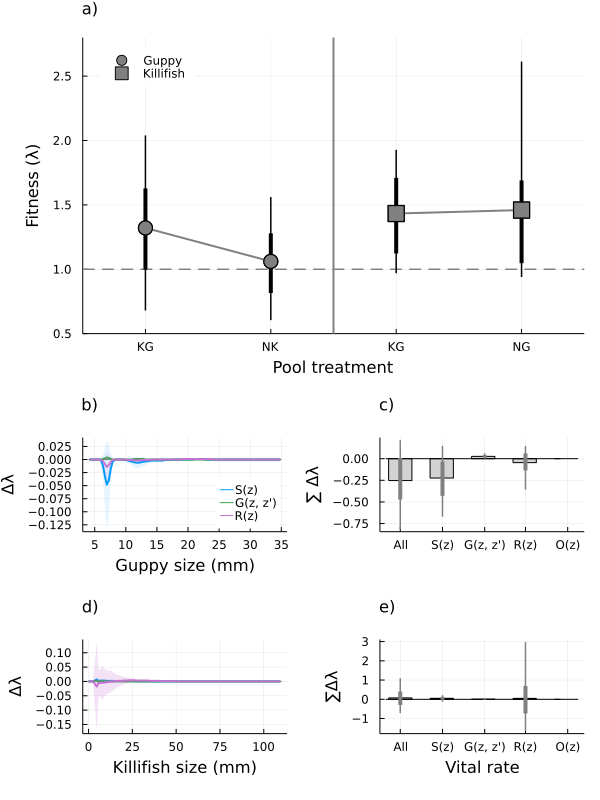 a)
Fitness (λ)
2.5
2.0
1.5
1.0
0.5
Guppy
Killifish
KG
NK
KG
NG
Pool treatment
b)
Δλ
0.025
0.000
−0.025
−0.050
−0.075
−0.100
−0.125
S(z)
G(z, z')
R(z)
5
10
15
20
25
30
35
Guppy size (mm)
c)
∑ Δλ
0.00
−0.25
−0.50
−0.75
All
S(z)
G(z, z')
R(z)
O(z)
d)
Δλ
0.10
0.05
0.00
−0.05
−0.10
−0.15
0
25
50
75
100
Killifish size (mm)
e)
∑Δλ
3
2
1
0
−1
All
S(z)
G(z, z')
R(z)
O(z)
Vital rate